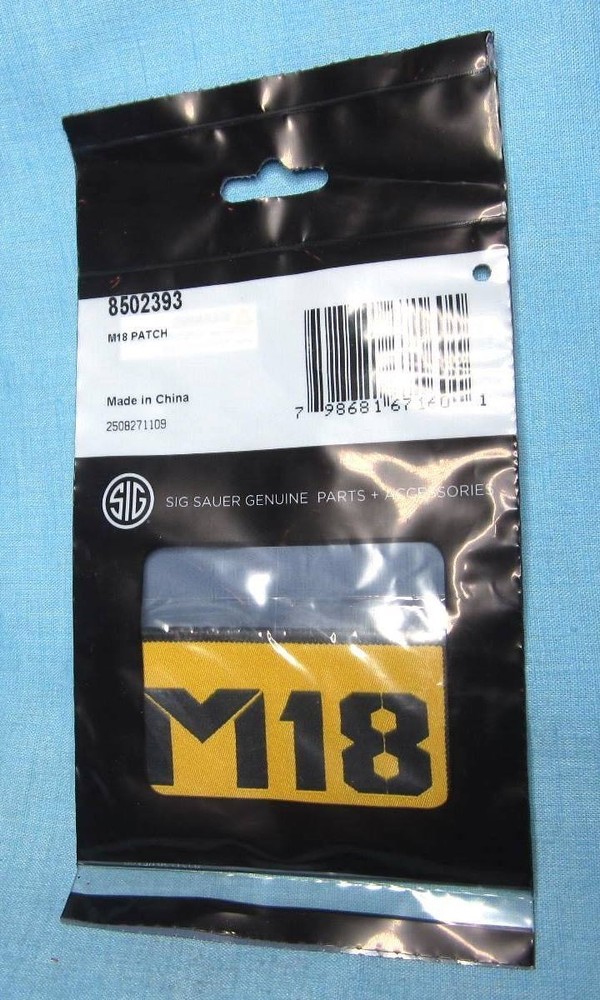 8502393
M18 PATCH
Made in China
2508271109
7 98681 67140 1
SIG
SIG SAUER GENUINE PARTS + ACCESSORIES
M18